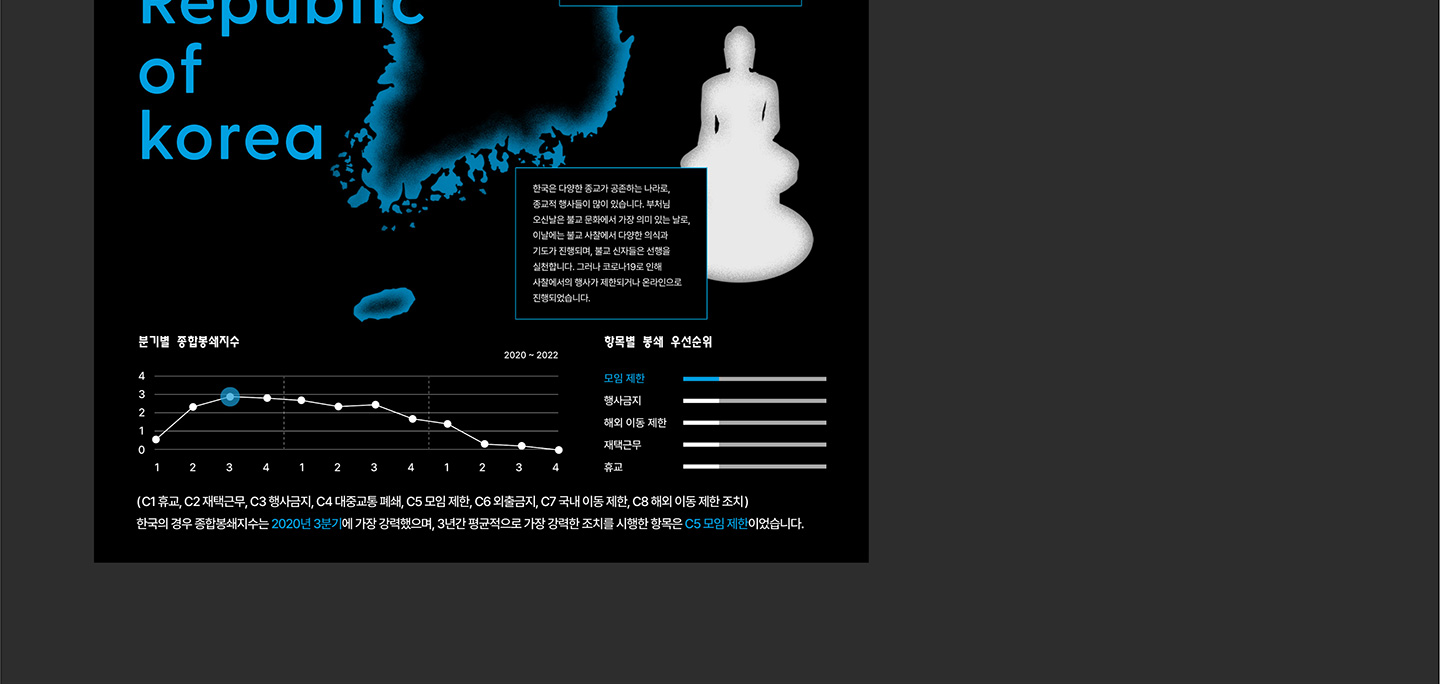 Republic
of
korea
한국은 다양한 종교가 공존하는 나라로,
종교적 행사들이 많이 있습니다. 부처님
오신날은 불교 문화에서 가장 의미 있는 날로,
이날에는 불교 사찰에서 다양한 의식과
기도가 진행되며, 불교 신자들은 선행을
실천합니다. 그러나 코로나19로 인해
사찰에서의 행사가 제한되거나 온라인으로
진행되었습니다.
분기별 종합봉쇄지수
2020 ~ 2022
4
3
2
1
0
1 2 3 4 1 2 3 4 1 2 3 4
항목별 봉쇄 우선순위
모임 제한
행사금지
해외 이동 제한
재택근무
휴교
( C1 휴교, C2 재택근무, C3 행사금지, C4 대중교통 폐쇄, C5 모임 제한, C6 외출금지, C7 국내 이동 제한, C8 해외 이동 제한 조치 )
한국의 경우 종합봉쇄지수는 2020년 3분기에 가장 강력했으며, 3년간 평균적으로 가장 강력한 조치를 시행한 항목은 C5 모임 제한이었습니다.